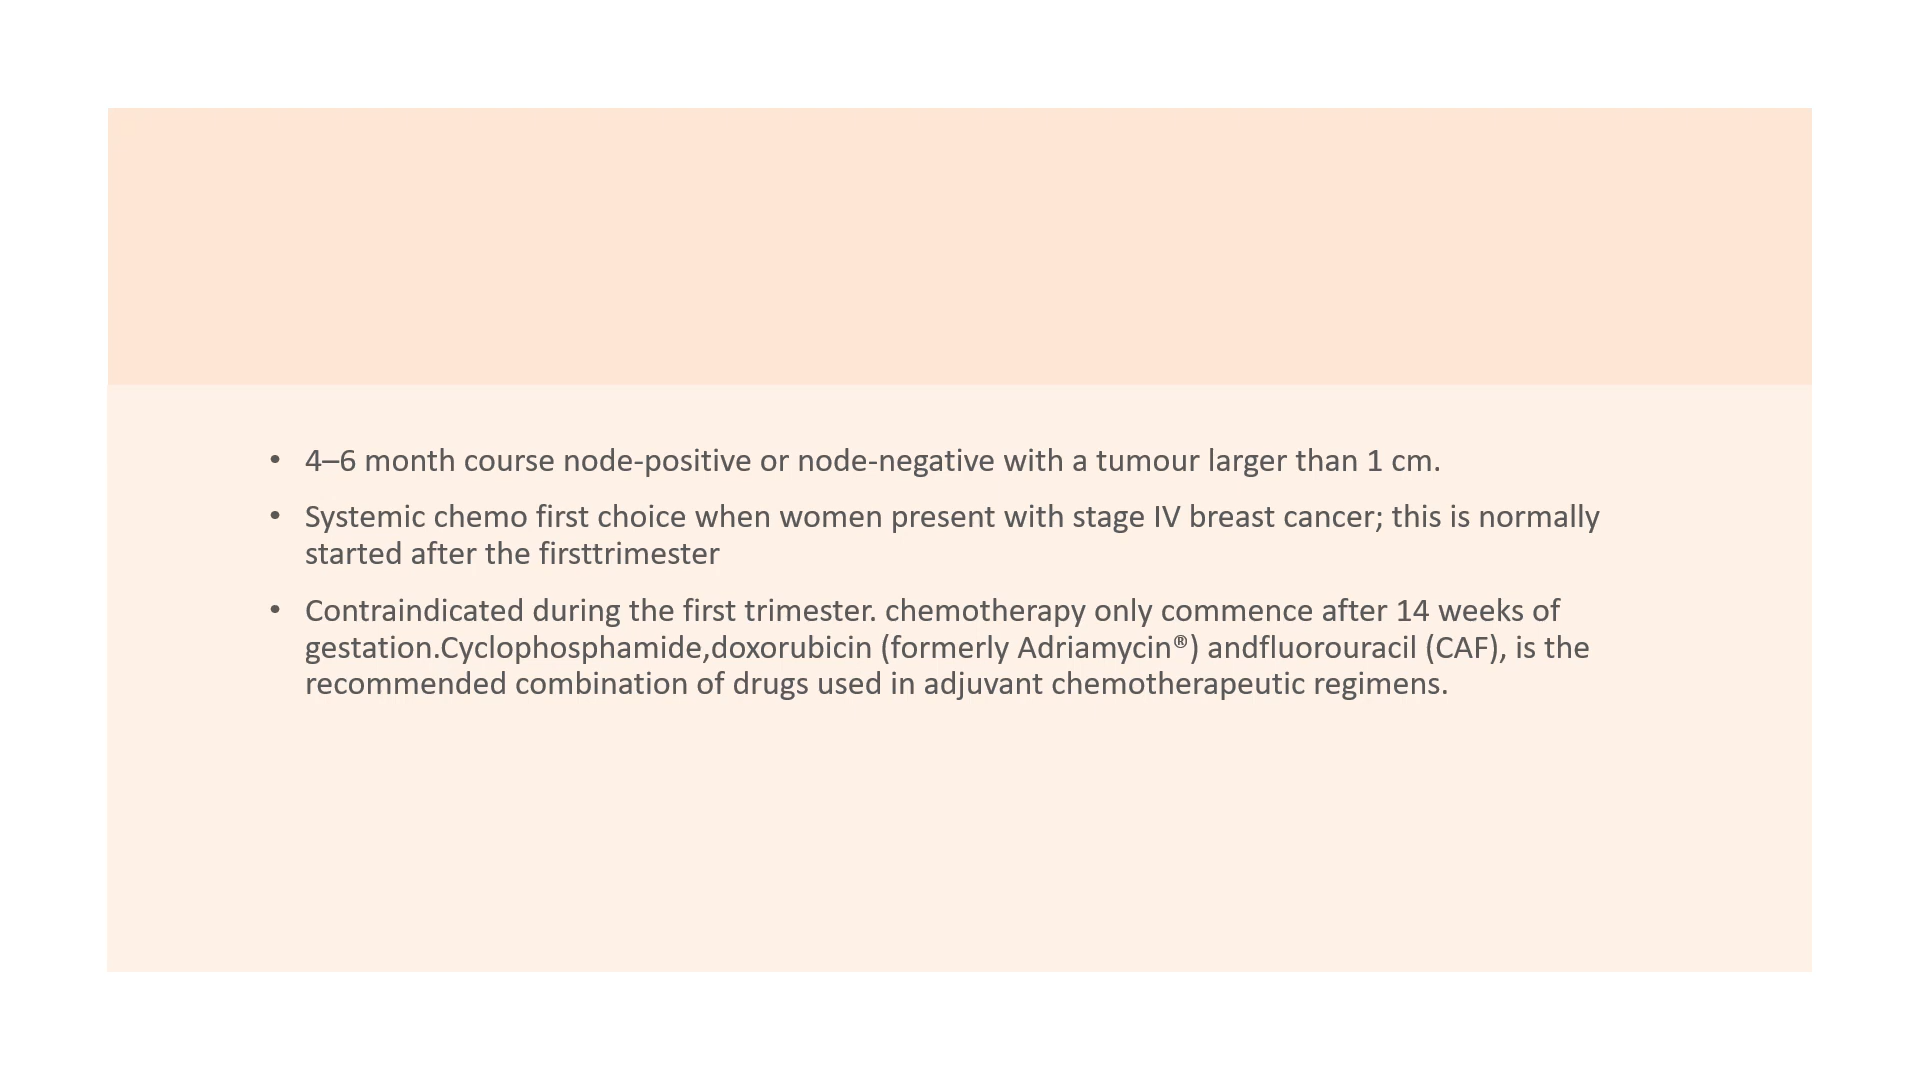 • 4–6 month course node-positive or node-negative with a tumour larger than 1 cm.
• Systemic chemo first choice when women present with stage IV breast cancer; this is normally
started after the firsttrimester
• Contraindicated during the first trimester. chemotherapy only commence after 14 weeks of
gestation.Cyclophosphamide,doxorubicin (formerly Adriamycin®) andfluorouracil (CAF), is the
recommended combination of drugs used in adjuvant chemotherapeutic regimens.